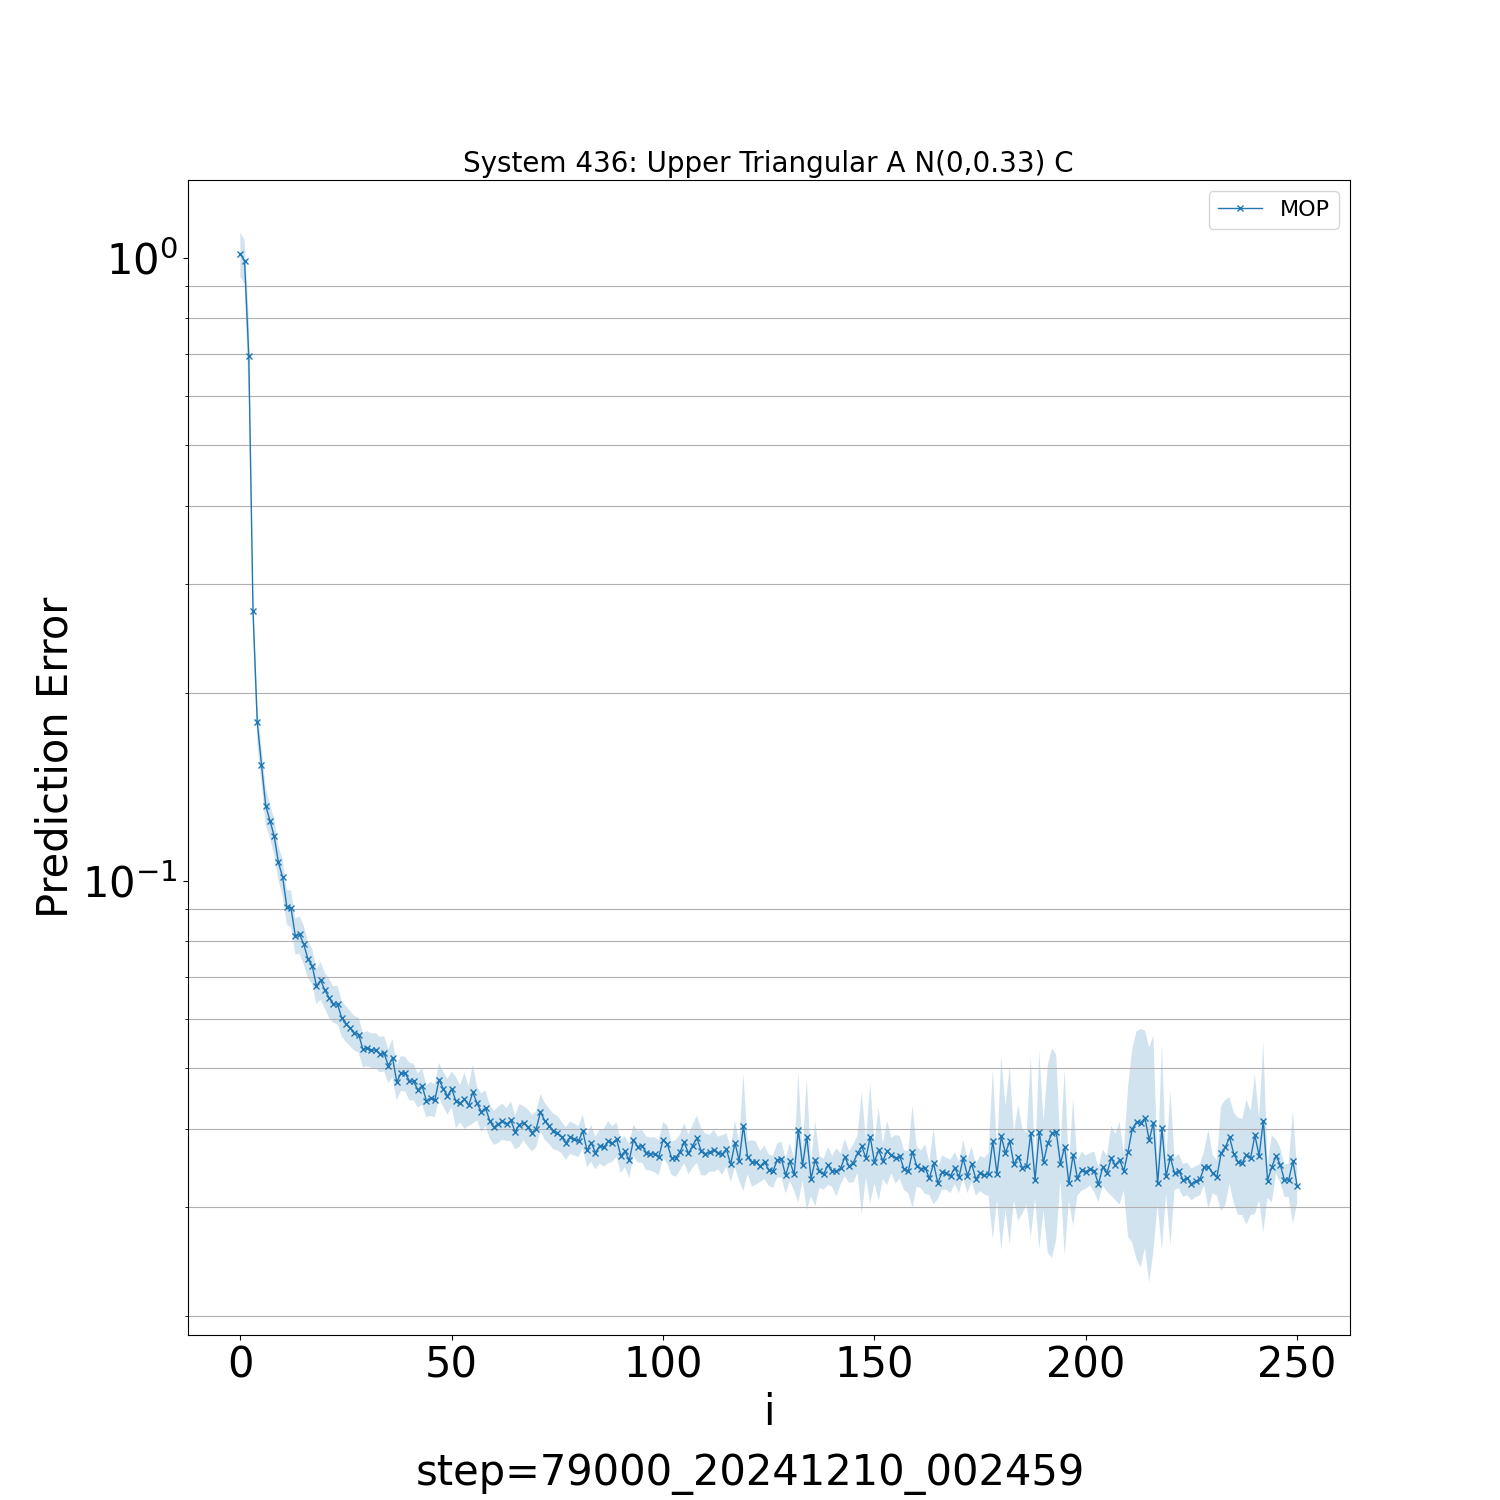 System 436: Upper Triangular A N(0,0.33) C
MOP
10⁰
10⁻¹
Prediction Error
0 50 100 150 200 250
i
step=79000_20241210_002459